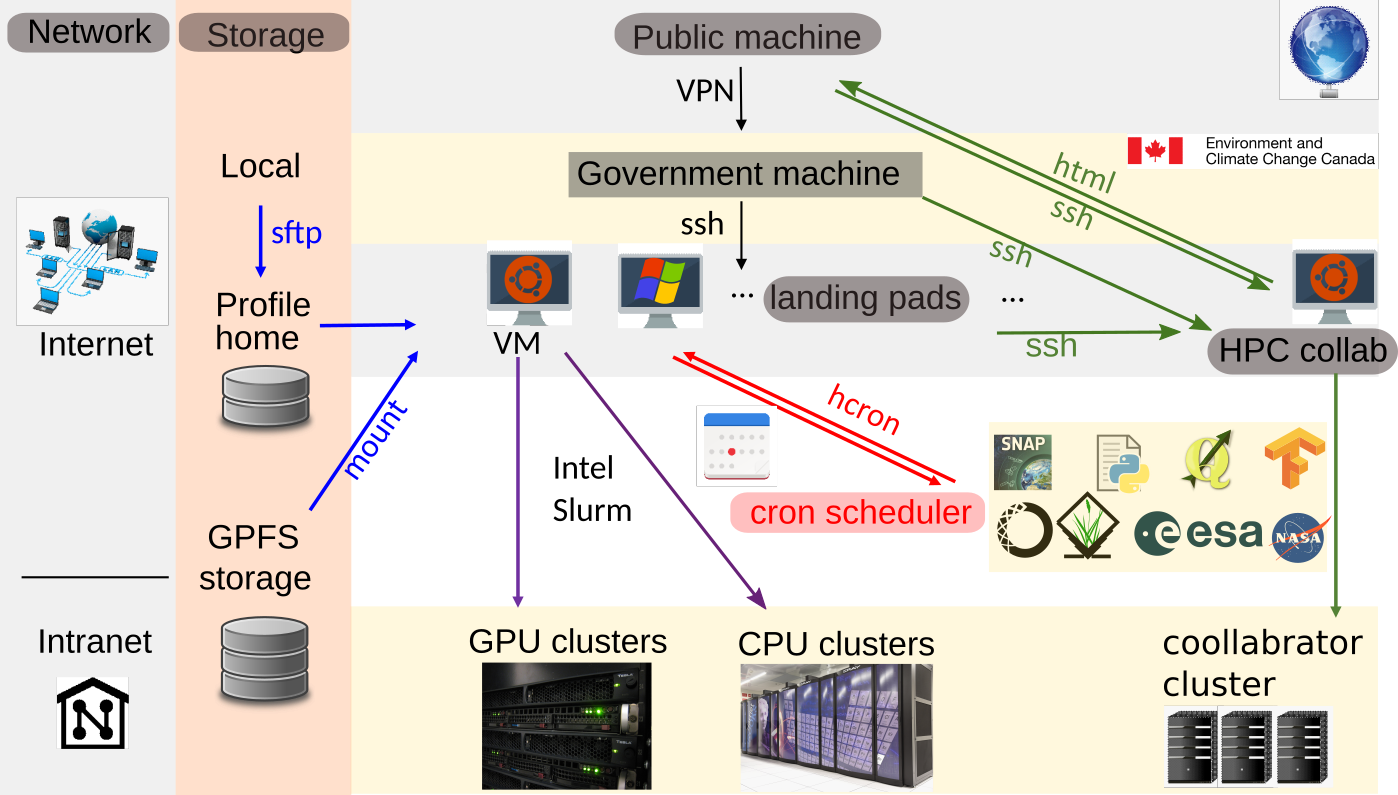 Network
Storage
Public machine
VPN
Environment and
Climate Change Canada
Local
Government machine
html
ssh
sftp
ssh
ssh
Profile
home
... landing pads ...
Internet
VM
ssh
HPC collab
mount
hcron
Intel
Slurm
SNAP
cron scheduler
esa
NASA
GPFS
storage
Intranet
GPU clusters
CPU clusters
coollabrator
cluster